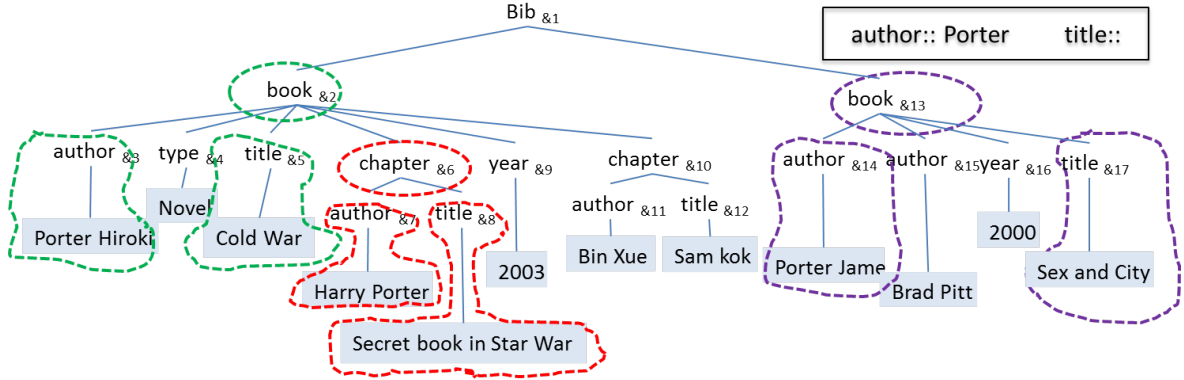 Bib &1
author:: Porter title::
book &2
book &13
author &3
type &4
title &5
chapter &6
year &9
chapter &10
author &14
author &15
year &16
title &17
Novel
author &7
title &8
author &11
title &12
Porter Hiroki
Cold War
2003
Bin Xue
Sam kok
Porter Jame
2000
Sex and City
Harry Porter
Brad Pitt
Secret book in Star War